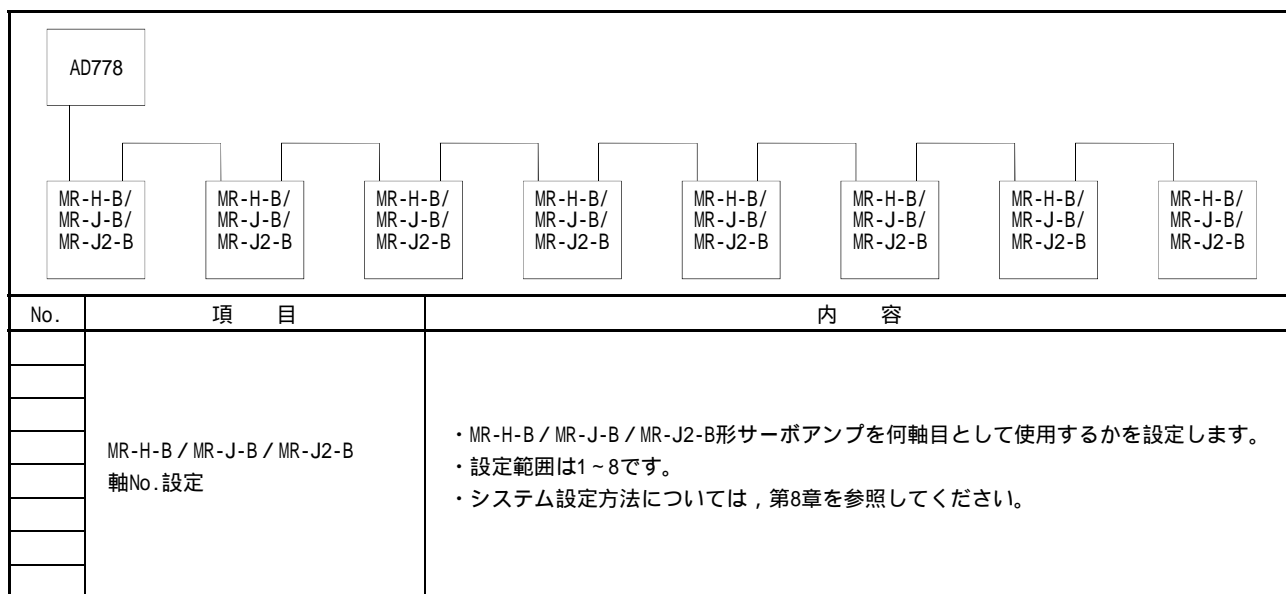 AD778
MR-H-B/
MR-J-B/
MR-J2-B
MR-H-B/
MR-J-B/
MR-J2-B
MR-H-B/
MR-J-B/
MR-J2-B
MR-H-B/
MR-J-B/
MR-J2-B
MR-H-B/
MR-J-B/
MR-J2-B
MR-H-B/
MR-J-B/
MR-J2-B
MR-H-B/
MR-J-B/
MR-J2-B
MR-H-B/
MR-J-B/
MR-J2-B
No. 項 目 内 容
MR-H-B/MR-J-B/MR-J2-B
軸No.設定
・MR-H-B/MR-J-B/MR-J2-B形サーボアンプを何軸目として使用するかを設定します。
・設定範囲は1~8です。
・システム設定方法については,第8章を参照してください。